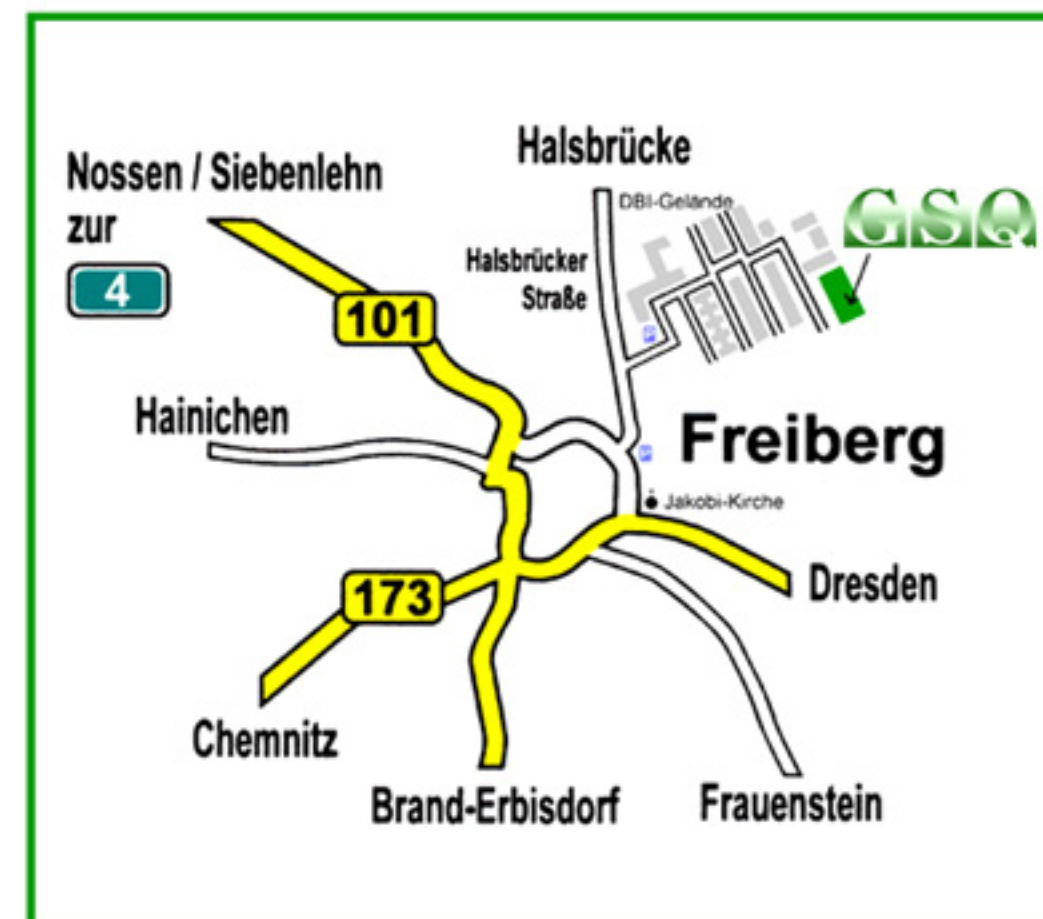 Halsbrücke
Nossen / Siebenlehn
zur
4
DBI-Gelände
GSQ
Halsbrücker
Straße
101
Hainichen
Freiberg
Jakobi-Kirche
173
Dresden
Chemnitz
Brand-Erbisdorf
Frauenstein